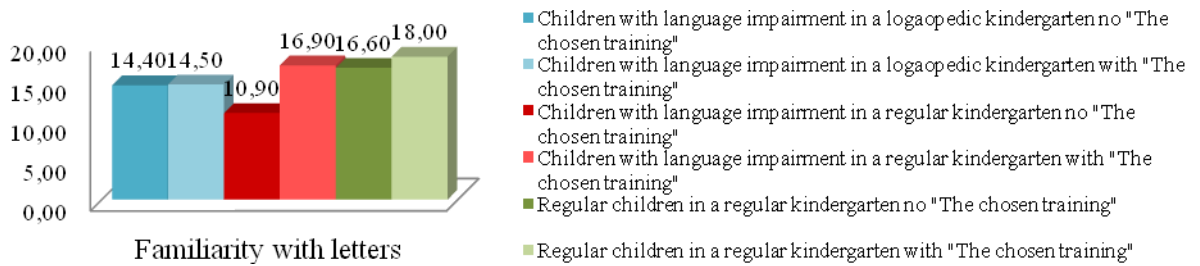 20,00
15,00
10,00
5,00
0,00
14,40 14,50
10,90
16,90 16,60
18,00
Familiarity with letters
Children with language impairment in a logaopedic kindergarten no "The
chosen training"
Children with language impairment in a logaopedic kindergarten with "The
chosen training"
Children with language impairment in a regular kindergarten no "The
chosen training"
Children with language impairment in a regular kindergarten with "The
chosen training"
Regular children in a regular kindergarten no "The chosen training"
Regular children in a regular kindergarten with "The chosen training"